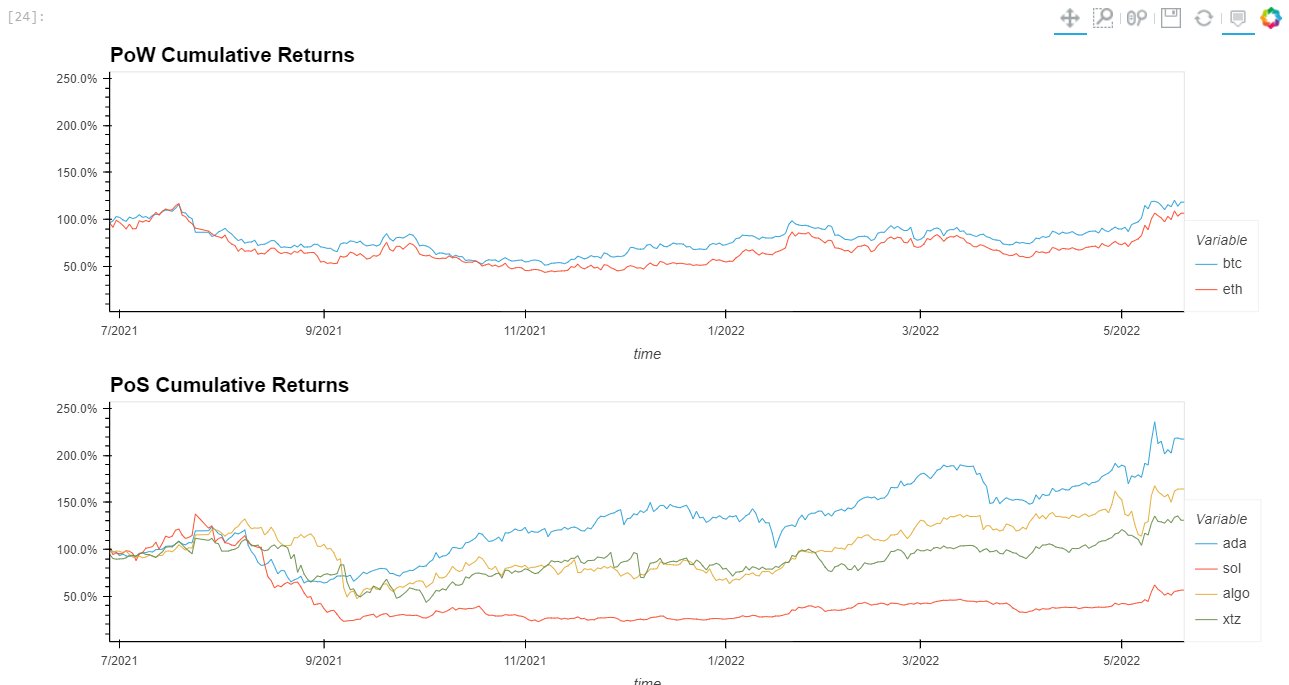 [24]:
PoW Cumulative Returns
250.0%
200.0%
150.0%
100.0%
50.0%
7/2021 9/2021 11/2021 1/2022 3/2022 5/2022
time
Variable
btc
eth
PoS Cumulative Returns
250.0%
200.0%
150.0%
100.0%
50.0%
7/2021 9/2021 11/2021 1/2022 3/2022 5/2022
time
Variable
ada
sol
algo
xtz